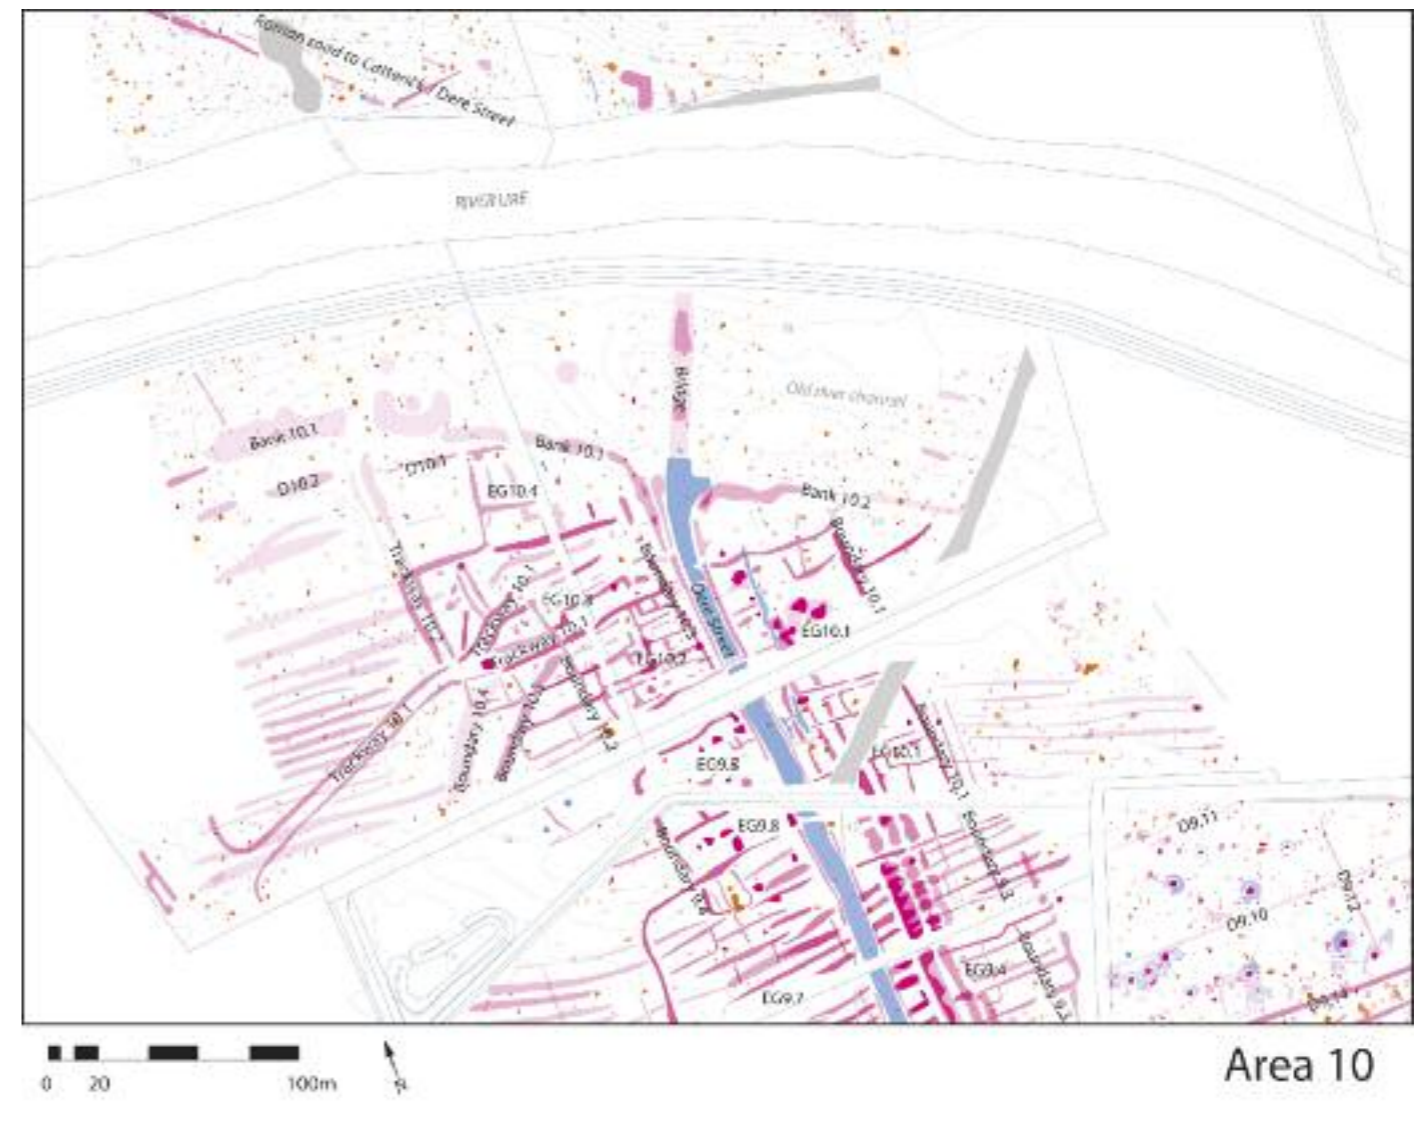 Roman road to Catterick / Dere Street
RIVER URE
Bridge
Old river channel
Bank 10.1
Bank 10.1
D10.1
D10.2
EG10.4
Bank 10.2
Boundary 10.1
Trackway 10.2
Trackway 10.1
EG10.3
Trackway 10.1
Boundary 10.3
Dere Street
EG10.1
EG10.2
Boundary 10.2
Trackway 10.1
Boundary 10.4
EG9.8
EG10.1
Boundary 10.1
EG9.8
Boundary 9.4
Boundary 9.3
D9.11
D9.12
D9.10
EG9.4
EG9.7
Boundary 9.3
0 20 100m
Area 10